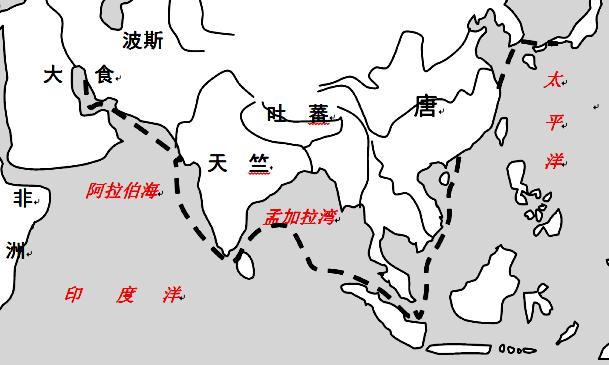 波斯
大 食
太
平
洋
吐 蕃
唐
天 竺
阿拉伯海
非
洲
孟加拉湾
印 度 洋